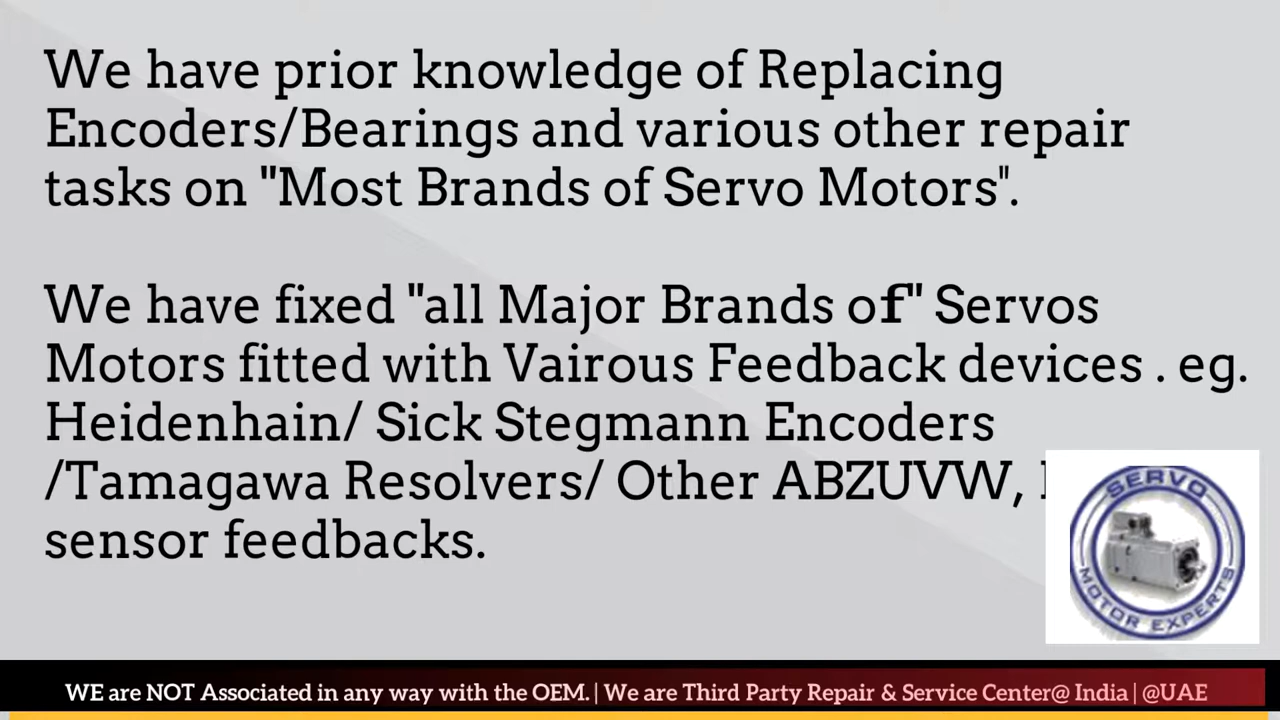 We have prior knowledge of Replacing
Encoders/Bearings and various other repair
tasks on "Most Brands of Servo Motors".
We have fixed "all Major Brands of" Servos
Motors fitted with Vairous Feedback devices . eg.
Heidenhain/ Sick Stegmann Encoders
/Tamagawa Resolvers/ Other ABZUVW,
sensor feedbacks.
SERVO
MOTOR EXPERTS
WE are NOT Associated in any way with the OEM. | We are Third Party Repair & Service Center@ India | @UAE